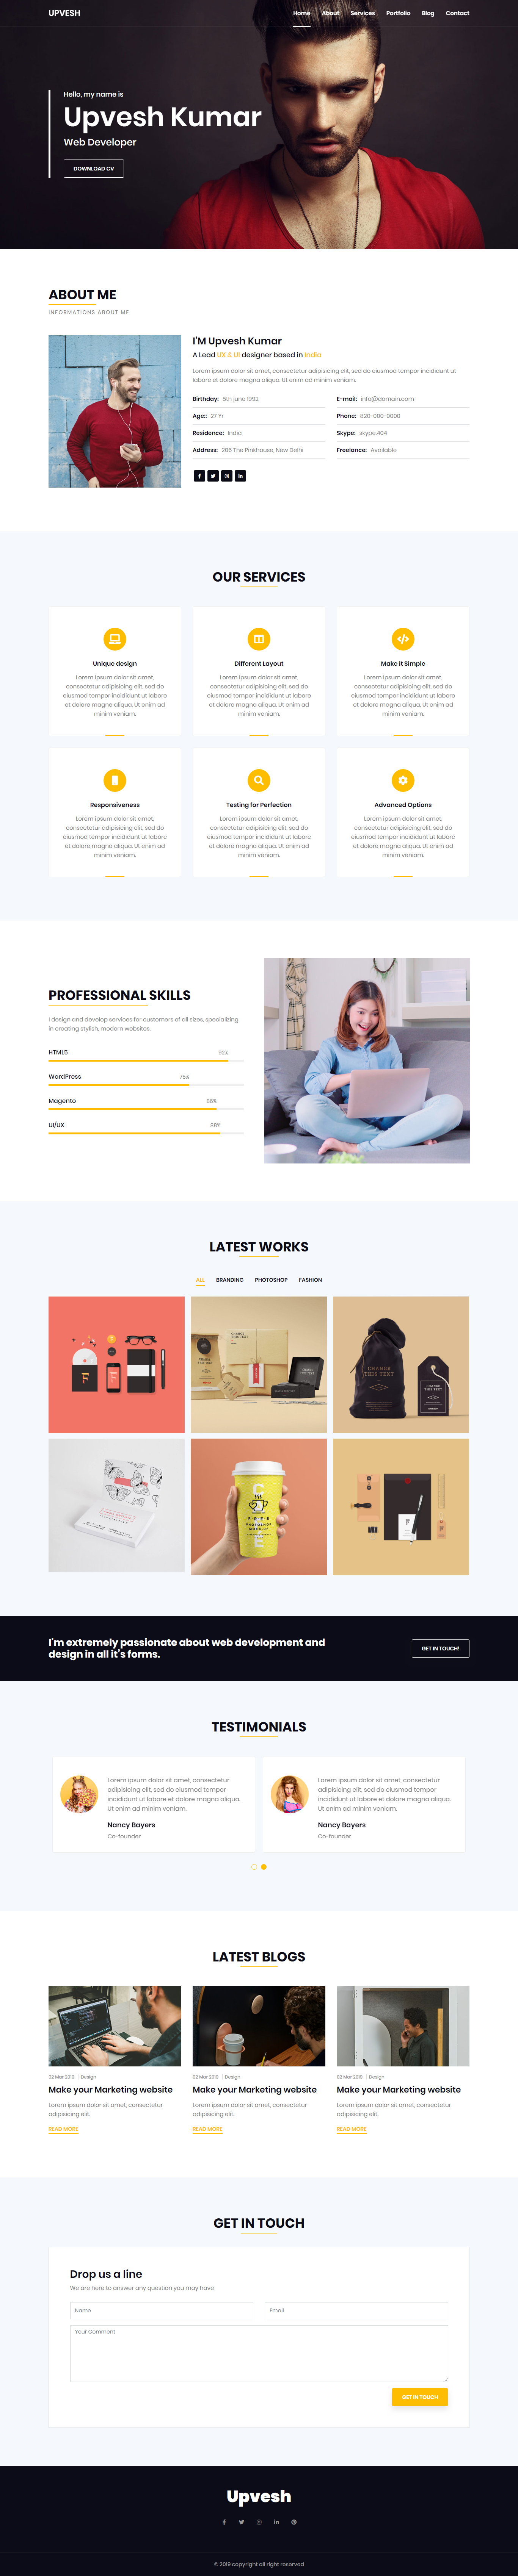 UPVESH
Home About Services Portfolio Blog Contact
Hello, my name is
Upvesh Kumar
Web Developer
DOWNLOAD CV
ABOUT ME
INFORMATIONS ABOUT ME
I'M Upvesh Kumar
A Lead UX & UI designer based in India
Lorem ipsum dolor sit amet, consectetur adipisicing elit, sed do eiusmod tempor incididunt ut
labore et dolore magna aliqua. Ut enim ad minim veniam.
Birthday: 5th june 1992
E-mail: info@domain.com
Age:: 27 Yr
Phone: 820-000-0000
Residence: India
Skype: skype.404
Address: 206 The Pinkhouse, New Delhi
Freelance: Available
OUR SERVICES
Unique design
Lorem ipsum dolor sit amet,
consectetur adipisicing elit, sed do
eiusmod tempor incididunt ut labore
et dolore magna aliqua. Ut enim ad
minim veniam.
Different Layout
Lorem ipsum dolor sit amet,
consectetur adipisicing elit, sed do
eiusmod tempor incididunt ut labore
et dolore magna aliqua. Ut enim ad
minim veniam.
Make it Simple
Lorem ipsum dolor sit amet,
consectetur adipisicing elit, sed do
eiusmod tempor incididunt ut labore
et dolore magna aliqua. Ut enim ad
minim veniam.
Responsiveness
Lorem ipsum dolor sit amet,
consectetur adipisicing elit, sed do
eiusmod tempor incididunt ut labore
et dolore magna aliqua. Ut enim ad
minim veniam.
Testing for Perfection
Lorem ipsum dolor sit amet,
consectetur adipisicing elit, sed do
eiusmod tempor incididunt ut labore
et dolore magna aliqua. Ut enim ad
minim veniam.
Advanced Options
Lorem ipsum dolor sit amet,
consectetur adipisicing elit, sed do
eiusmod tempor incididunt ut labore
et dolore magna aliqua. Ut enim ad
minim veniam.
PROFESSIONAL SKILLS
I design and develop services for customers of all sizes, specializing
in creating stylish, modern websites.
HTML5 92%
WordPress 75%
Magento 86%
UI/UX 88%
LATEST WORKS
ALL BRANDING PHOTOSHOP FASHION
F
F
CHANGE
THIS TEXT
CHANGE
THIS TEXT
I'm extremely passionate about web development and
design in all it's forms.
GET IN TOUCH!
TESTIMONIALS
Lorem ipsum dolor sit amet, consectetur
adipisicing elit, sed do eiusmod tempor
incididunt ut labore et dolore magna aliqua.
Ut enim ad minim veniam.
Nancy Bayers
Co-founder
Lorem ipsum dolor sit amet, consectetur
adipisicing elit, sed do eiusmod tempor
incididunt ut labore et dolore magna aliqua.
Ut enim ad minim veniam.
Nancy Bayers
Co-founder
LATEST BLOGS
02 Mar 2019 Design
Make your Marketing website
Lorem ipsum dolor sit amet, consectetur
adipisicing elit.
READ MORE
02 Mar 2019 Design
Make your Marketing website
Lorem ipsum dolor sit amet, consectetur
adipisicing elit.
READ MORE
02 Mar 2019 Design
Make your Marketing website
Lorem ipsum dolor sit amet, consectetur
adipisicing elit.
READ MORE
GET IN TOUCH
Drop us a line
We are here to answer any question you may have
Name
Email
Your Comment
GET IN TOUCH
Upvesh
© 2019 copyright all right reserved